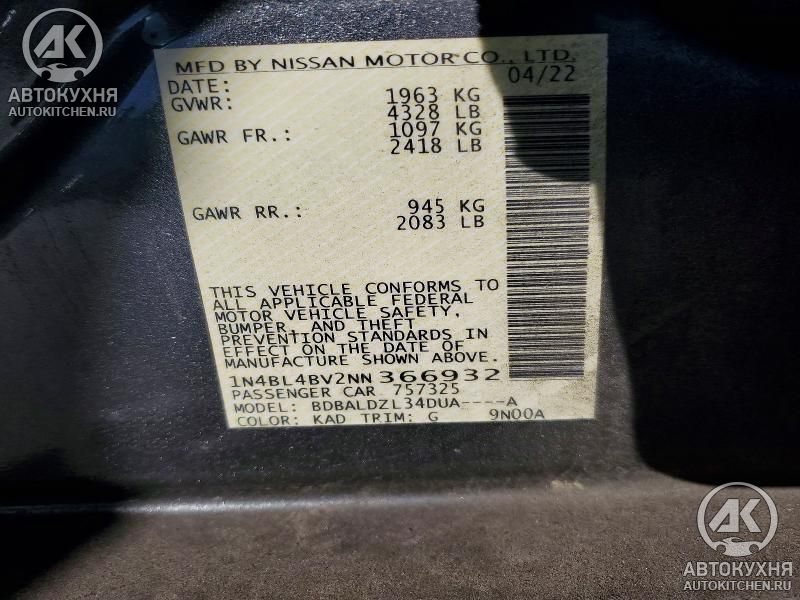 AK
АВТОКУХНЯ
AUTOKITCHEN.RU
MFD BY NISSAN MOTOR CO., LTD.
DATE: 04/22
GVWR: 1963 KG
4328 LB
GAWR FR.: 1097 KG
2418 LB
GAWR RR.: 945 KG
2083 LB
THIS VEHICLE CONFORMS TO
ALL APPLICABLE FEDERAL
MOTOR VEHICLE SAFETY,
BUMPER, AND THEFT
PREVENTION STANDARDS IN
EFFECT ON THE DATE OF
MANUFACTURE SHOWN ABOVE.
1N4BL4BV2NN366932
PASSENGER CAR 757325
MODEL: BDBALDZL34DUA----A
COLOR: KAD TRIM: G 9N00A
AK
АВТОКУХНЯ
AUTOKITCHEN.RU